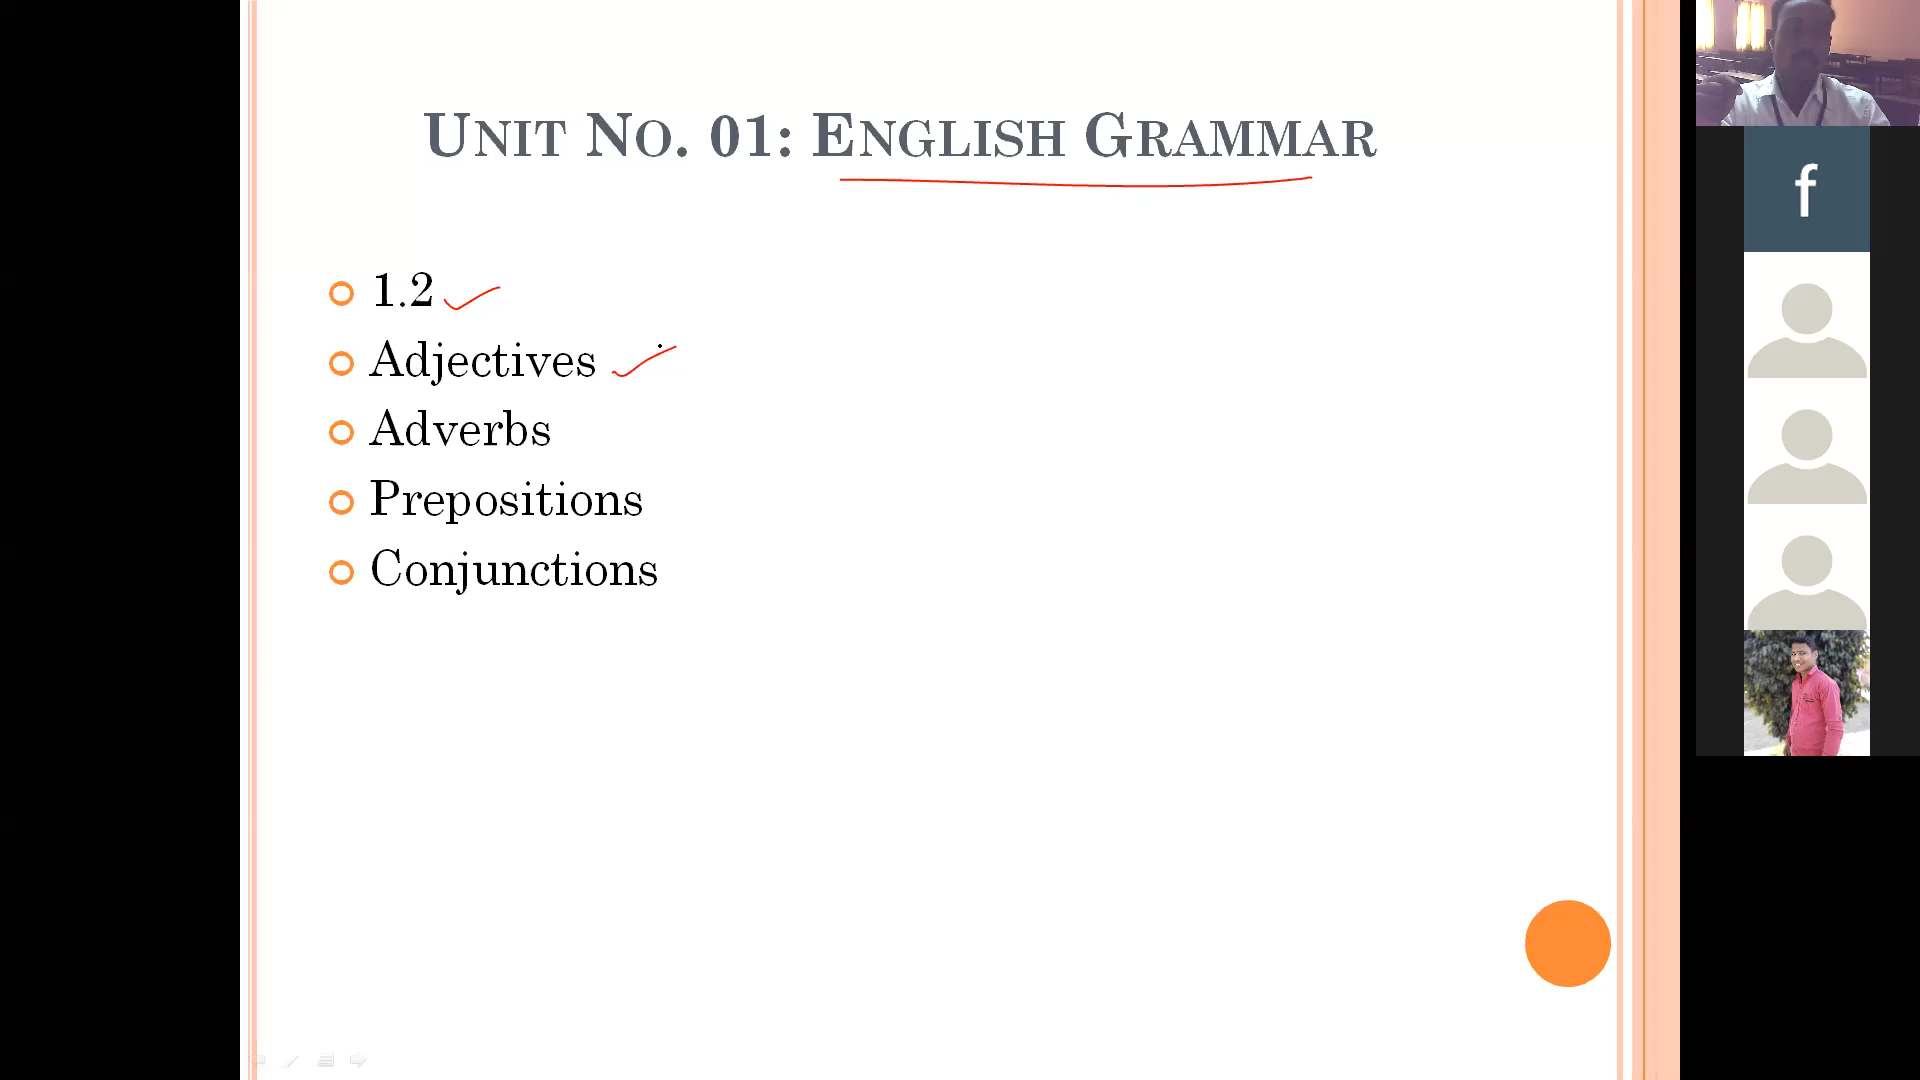 Unit No. 01: English Grammar
f
1.2
Adjectives
Adverbs
Prepositions
Conjunctions